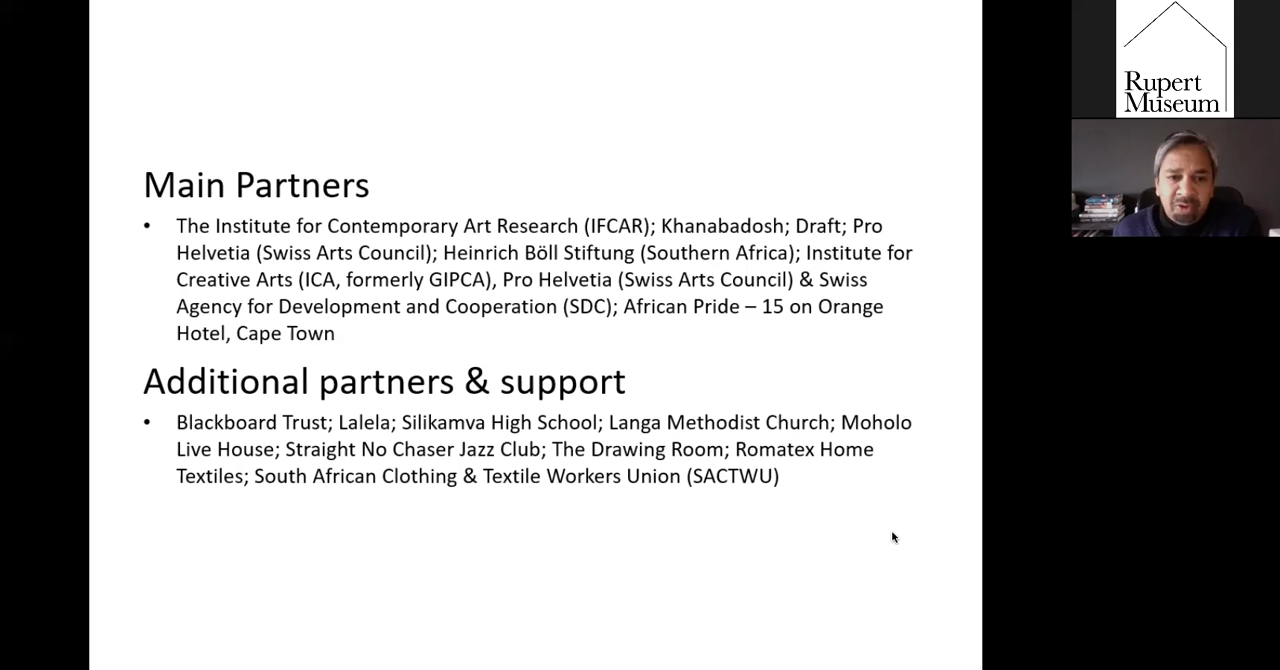 Main Partners
• The Institute for Contemporary Art Research (IFCAR); Khanabadosh; Draft; Pro
Helvetia (Swiss Arts Council); Heinrich Böll Stiftung (Southern Africa); Institute for
Creative Arts (ICA, formerly GIPCA), Pro Helvetia (Swiss Arts Council) & Swiss
Agency for Development and Cooperation (SDC); African Pride – 15 on Orange
Hotel, Cape Town
Additional partners & support
• Blackboard Trust; Lalela; Silikamva High School; Langa Methodist Church; Moholo
Live House; Straight No Chaser Jazz Club; The Drawing Room; Romatex Home
Textiles; South African Clothing & Textile Workers Union (SACTWU)
Rupert
Museum